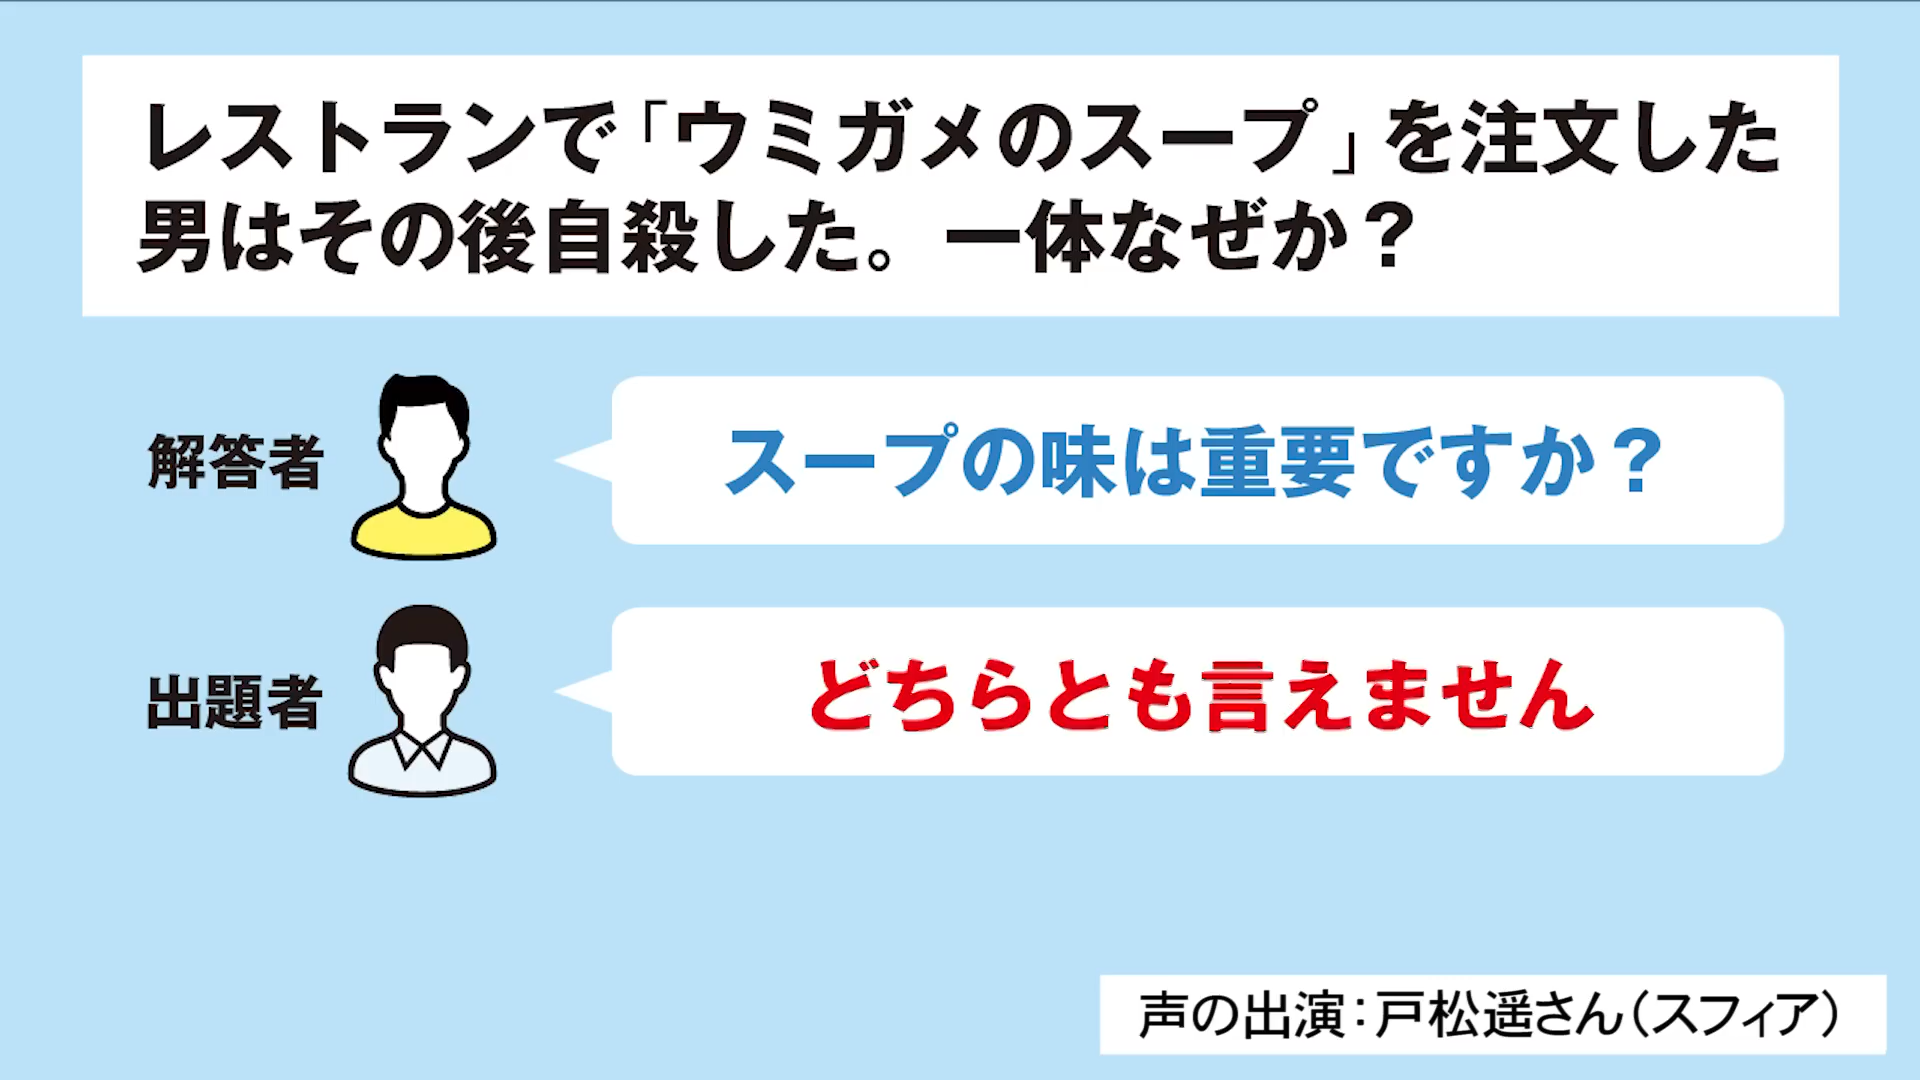 レストランで「ウミガメのスープ」を注文した
男はその後自殺した。一体なぜか？
解答者
スープの味は重要ですか？
出題者
どちらとも言えません
声の出演：戸松遥さん（スフィア）